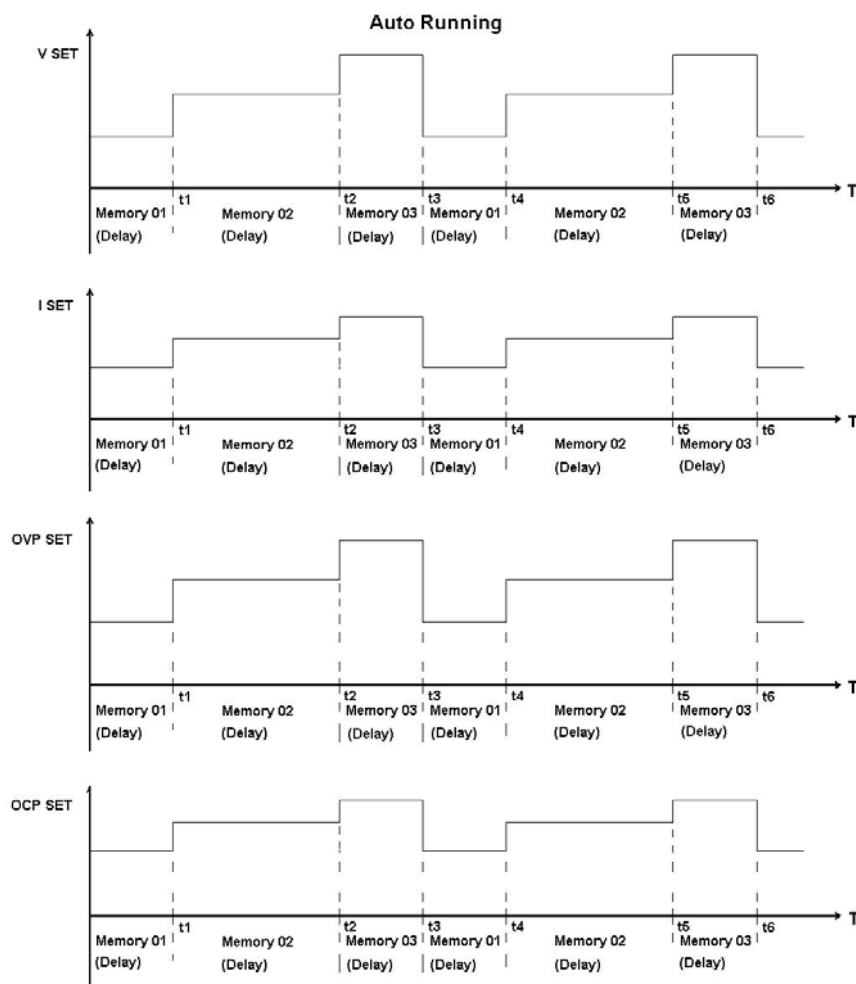 Auto Running
V SET
T
t1 t2 t3 t4 t5 t6
Memory 01 Memory 02 Memory 03 Memory 01 Memory 02 Memory 03
(Delay) (Delay) (Delay) (Delay) (Delay) (Delay)
I SET
T
t1 t2 t3 t4 t5 t6
Memory 01 Memory 02 Memory 03 Memory 01 Memory 02 Memory 03
(Delay) (Delay) (Delay) (Delay) (Delay) (Delay)
OVP SET
T
t1 t2 t3 t4 t5 t6
Memory 01 Memory 02 Memory 03 Memory 01 Memory 02 Memory 03
(Delay) (Delay) (Delay) (Delay) (Delay) (Delay)
OCP SET
T
t1 t2 t3 t4 t5 t6
Memory 01 Memory 02 Memory 03 Memory 01 Memory 02 Memory 03
(Delay) (Delay) (Delay) (Delay) (Delay) (Delay)